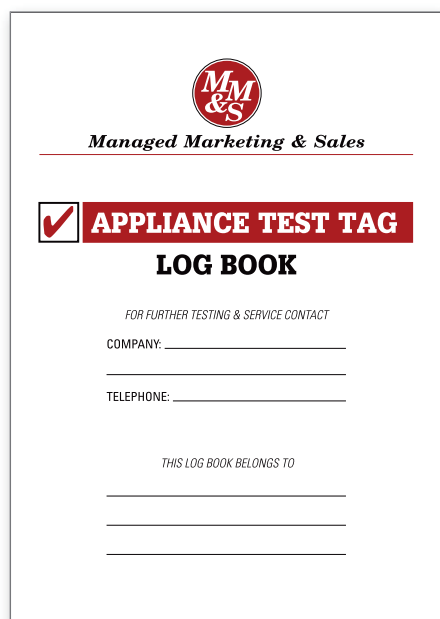 MM
&S
Managed Marketing & Sales
APPLIANCE TEST TAG
LOG BOOK
FOR FURTHER TESTING & SERVICE CONTACT
COMPANY:
TELEPHONE:
THIS LOG BOOK BELONGS TO